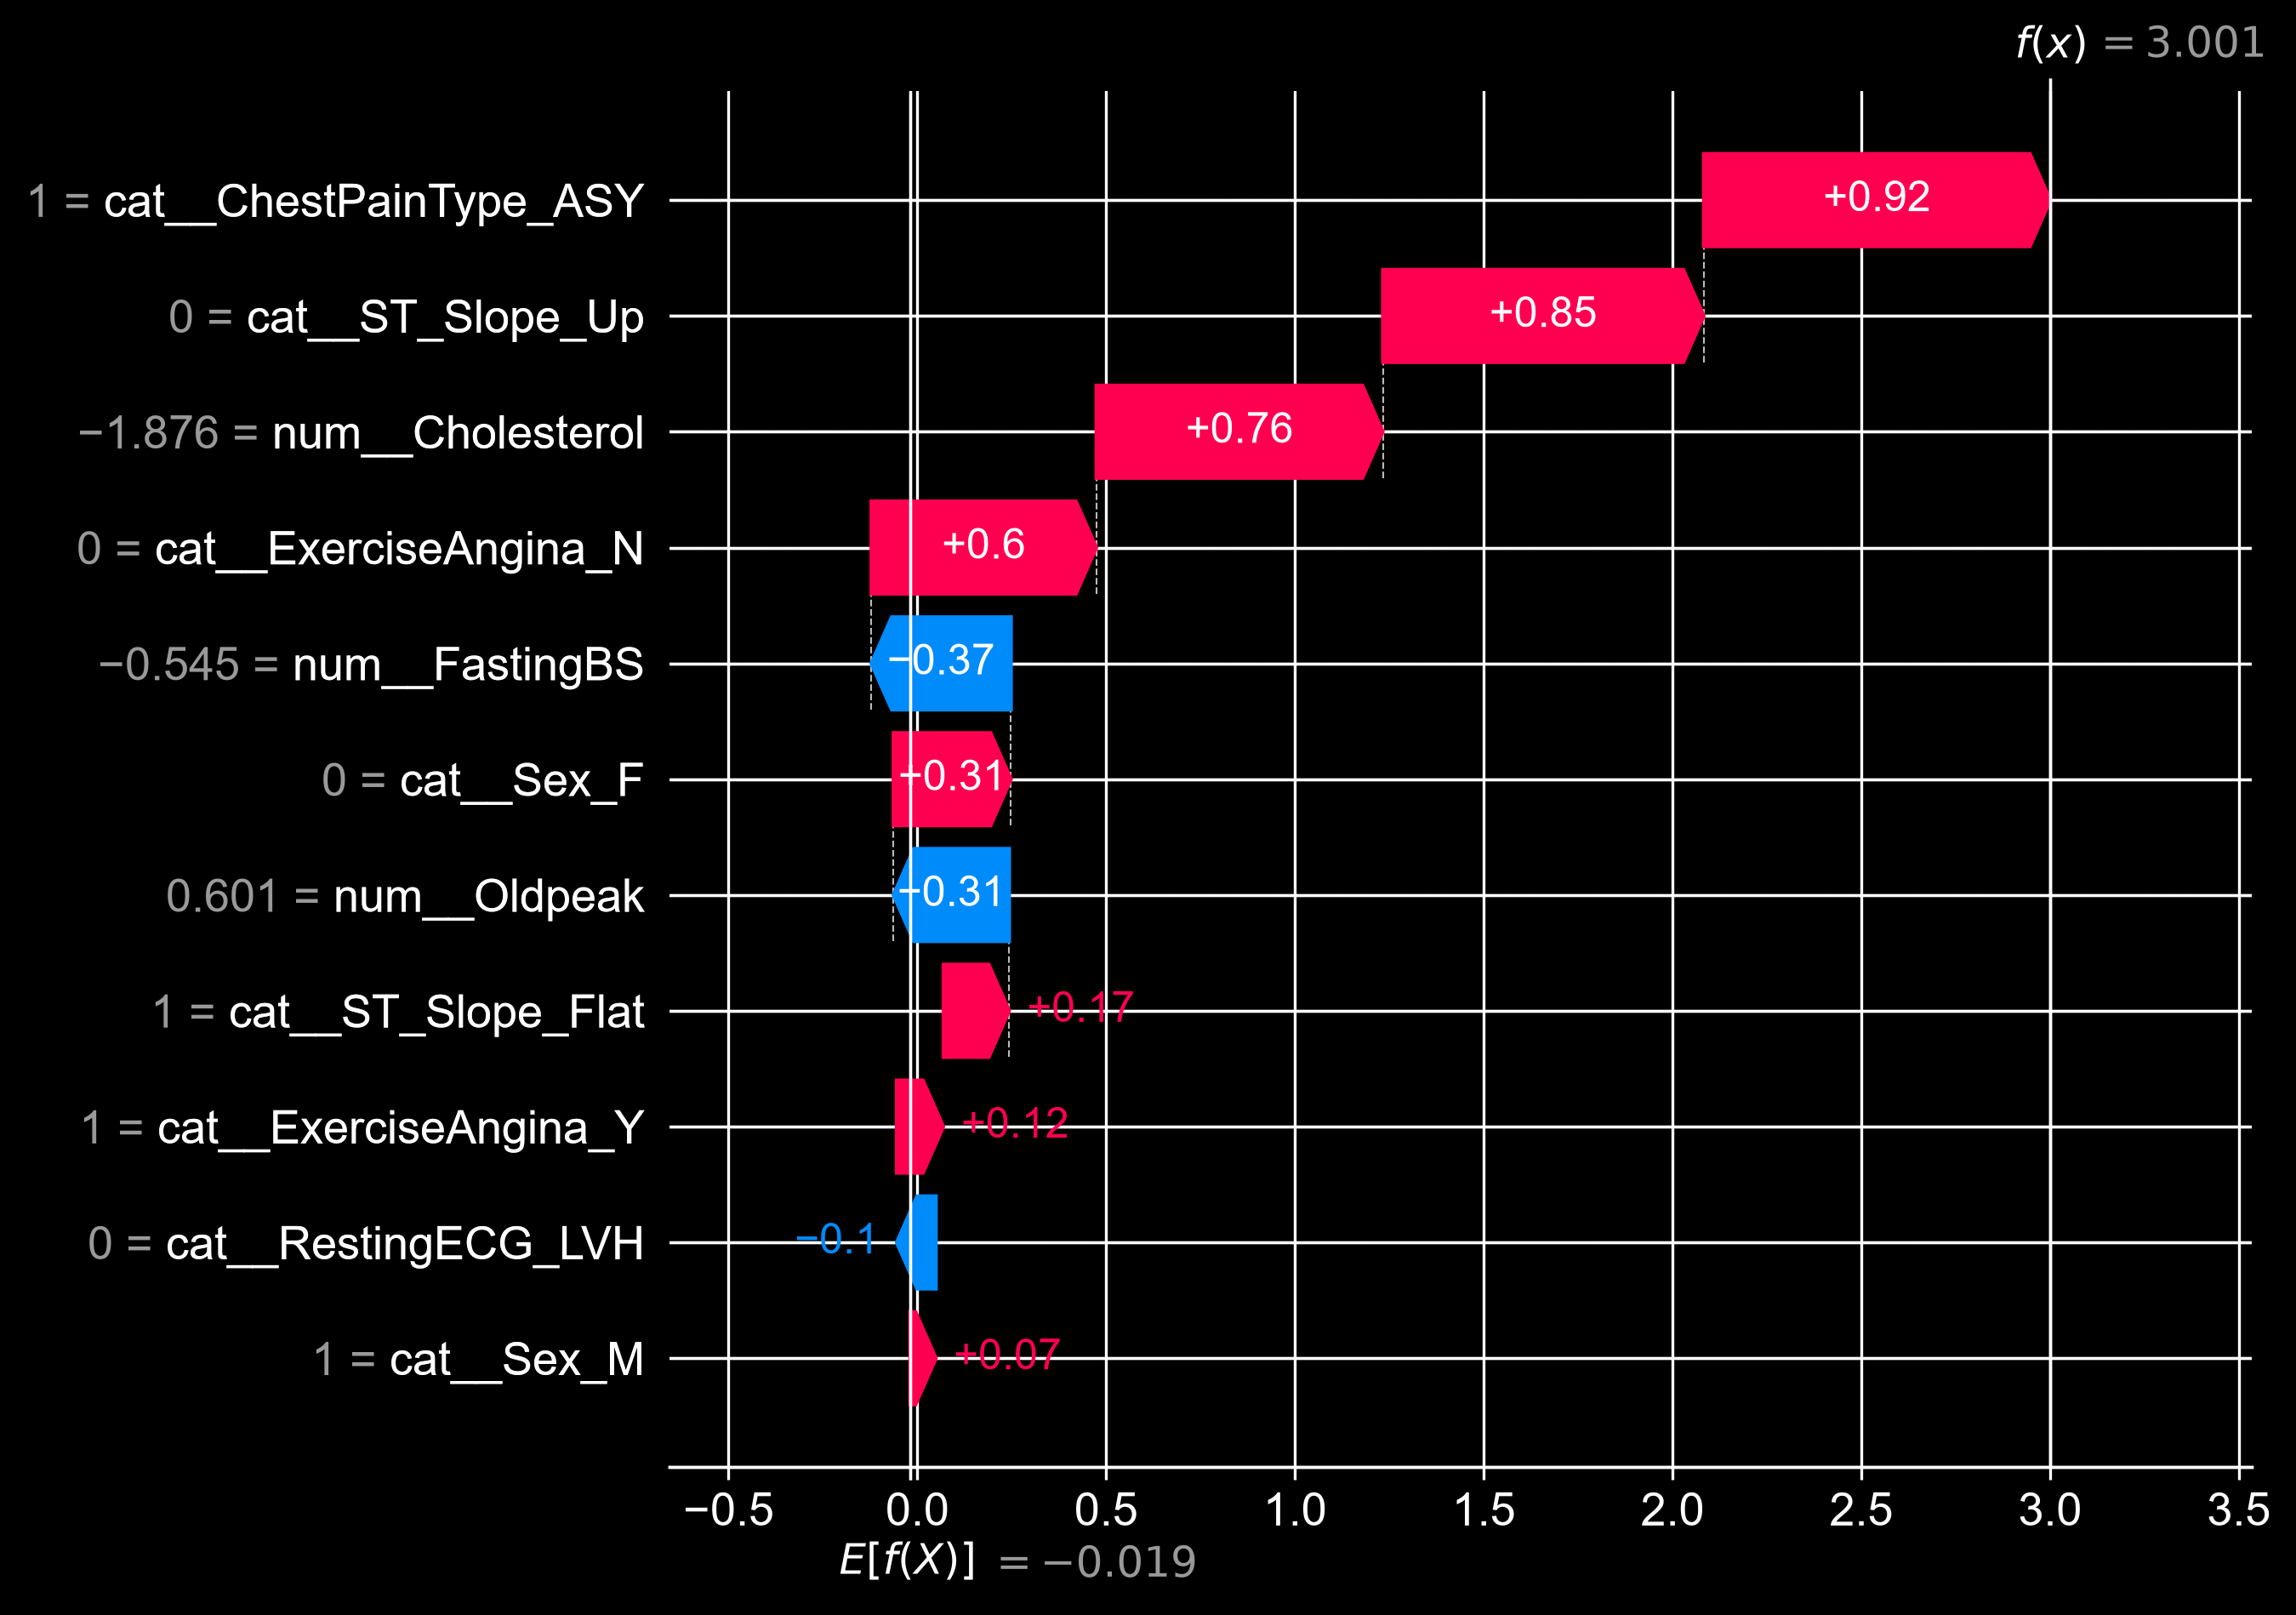 f(x) = 3.001
1 = cat__ChestPainType_ASY +0.92
0 = cat__ST_Slope_Up +0.85
−1.876 = num__Cholesterol +0.76
0 = cat__ExerciseAngina_N +0.6
−0.545 = num__FastingBS −0.37
0 = cat__Sex_F +0.31
0.601 = num__Oldpeak −0.31
1 = cat__ST_Slope_Flat +0.17
1 = cat__ExerciseAngina_Y +0.12
0 = cat__RestingECG_LVH −0.1
1 = cat__Sex_M +0.07
−0.5 0.0 0.5 1.0 1.5 2.0 2.5 3.0 3.5
E[f(X)] = −0.019